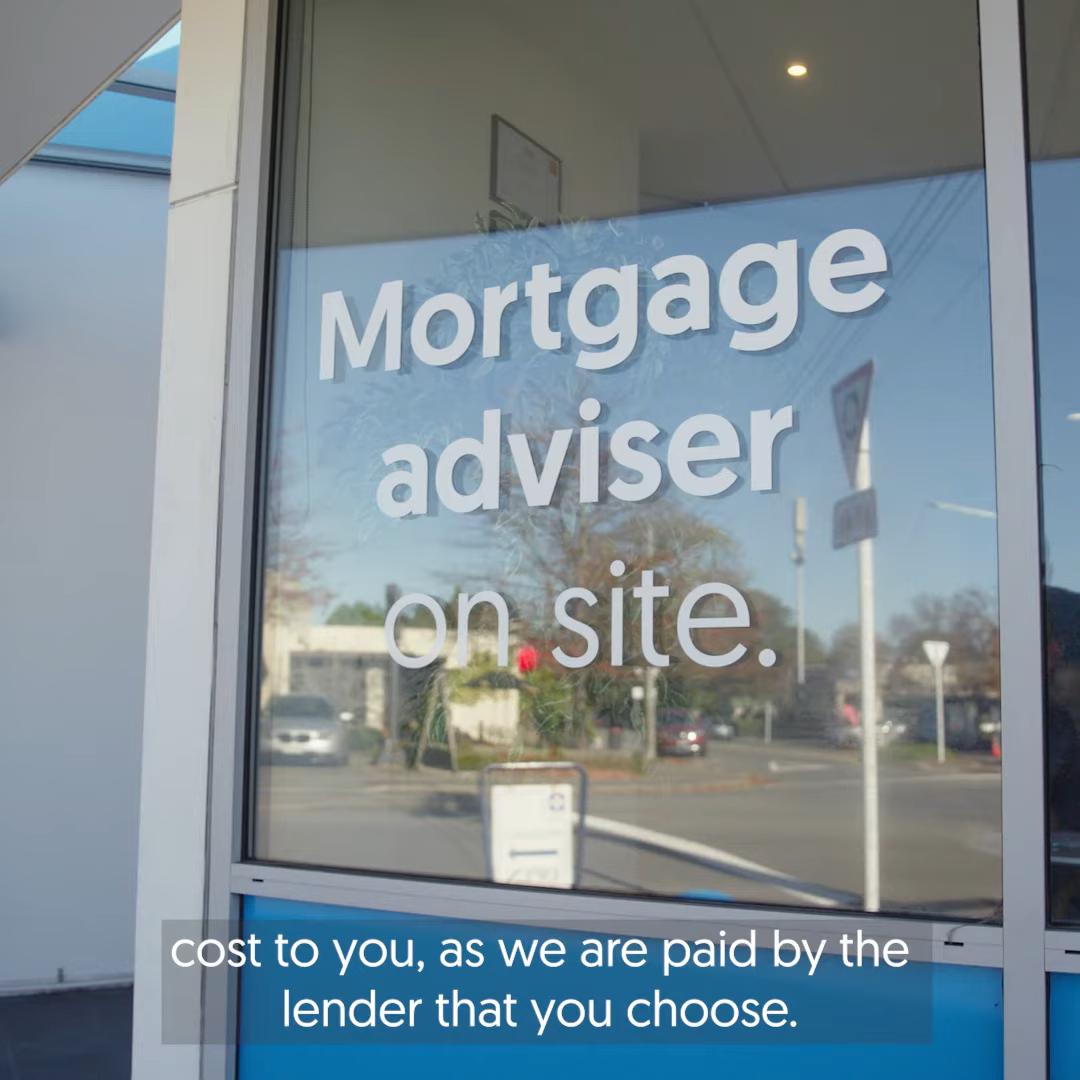 Mortgage
adviser
on site.
cost to you, as we are paid by the
lender that you choose.